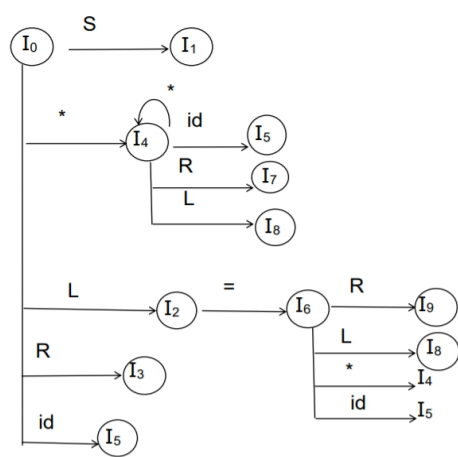 I₀ S I₁
*
* I₄ id I₅
R I₇
L I₈
L I₂ = I₆ R I₉
L I₈
R I₃ * I₄
id I₅ id I₅